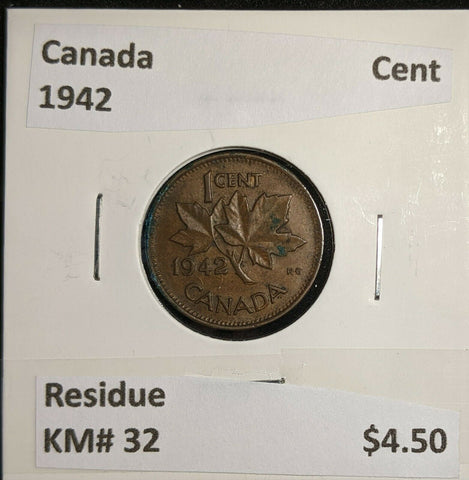 Canada Cent
1942
1 CENT
1942 K·G
CANADA
Residue
KM# 32 $4.50